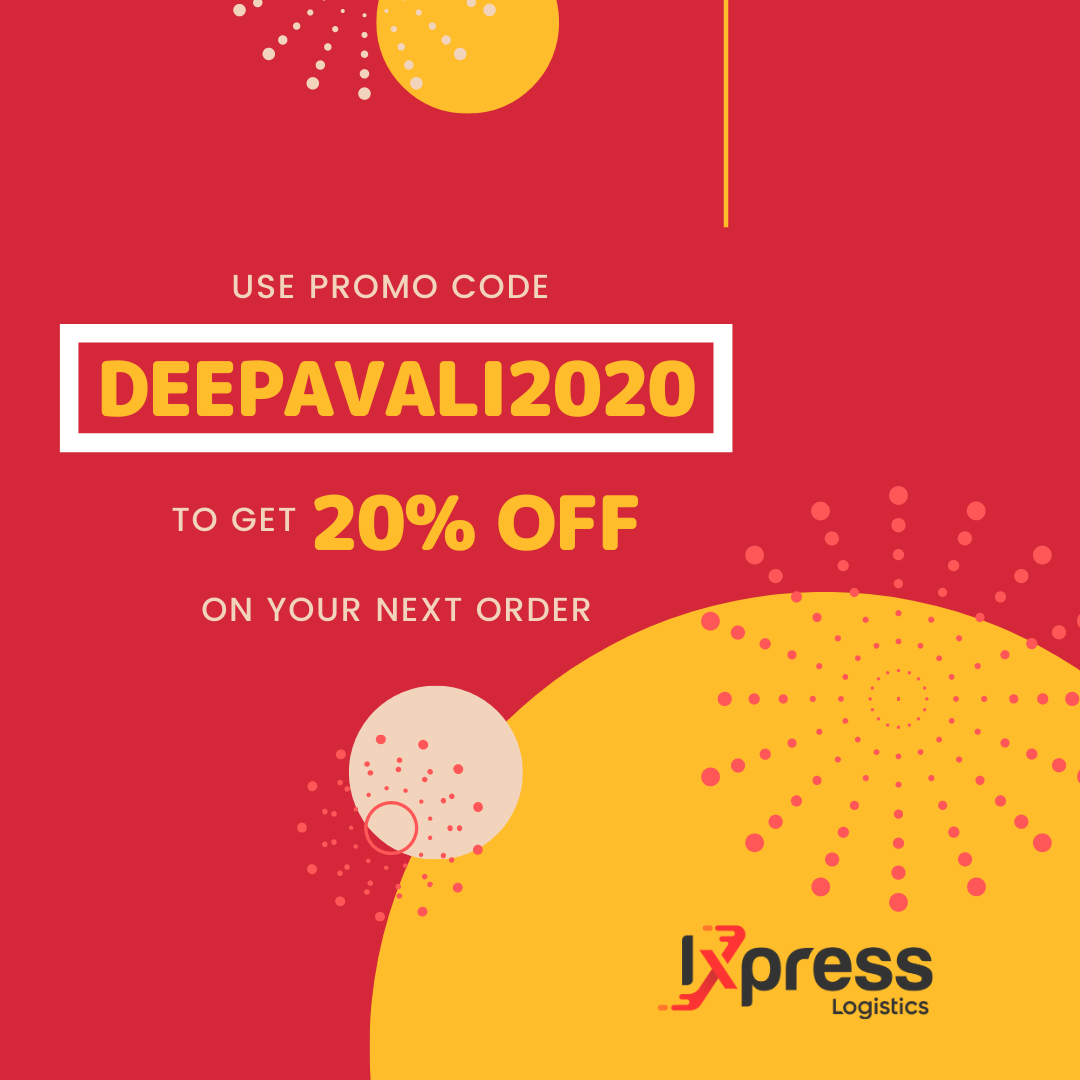 USE PROMO CODE
DEEPAVALI2020
TO GET 20% OFF
ON YOUR NEXT ORDER
IXpress
Logistics